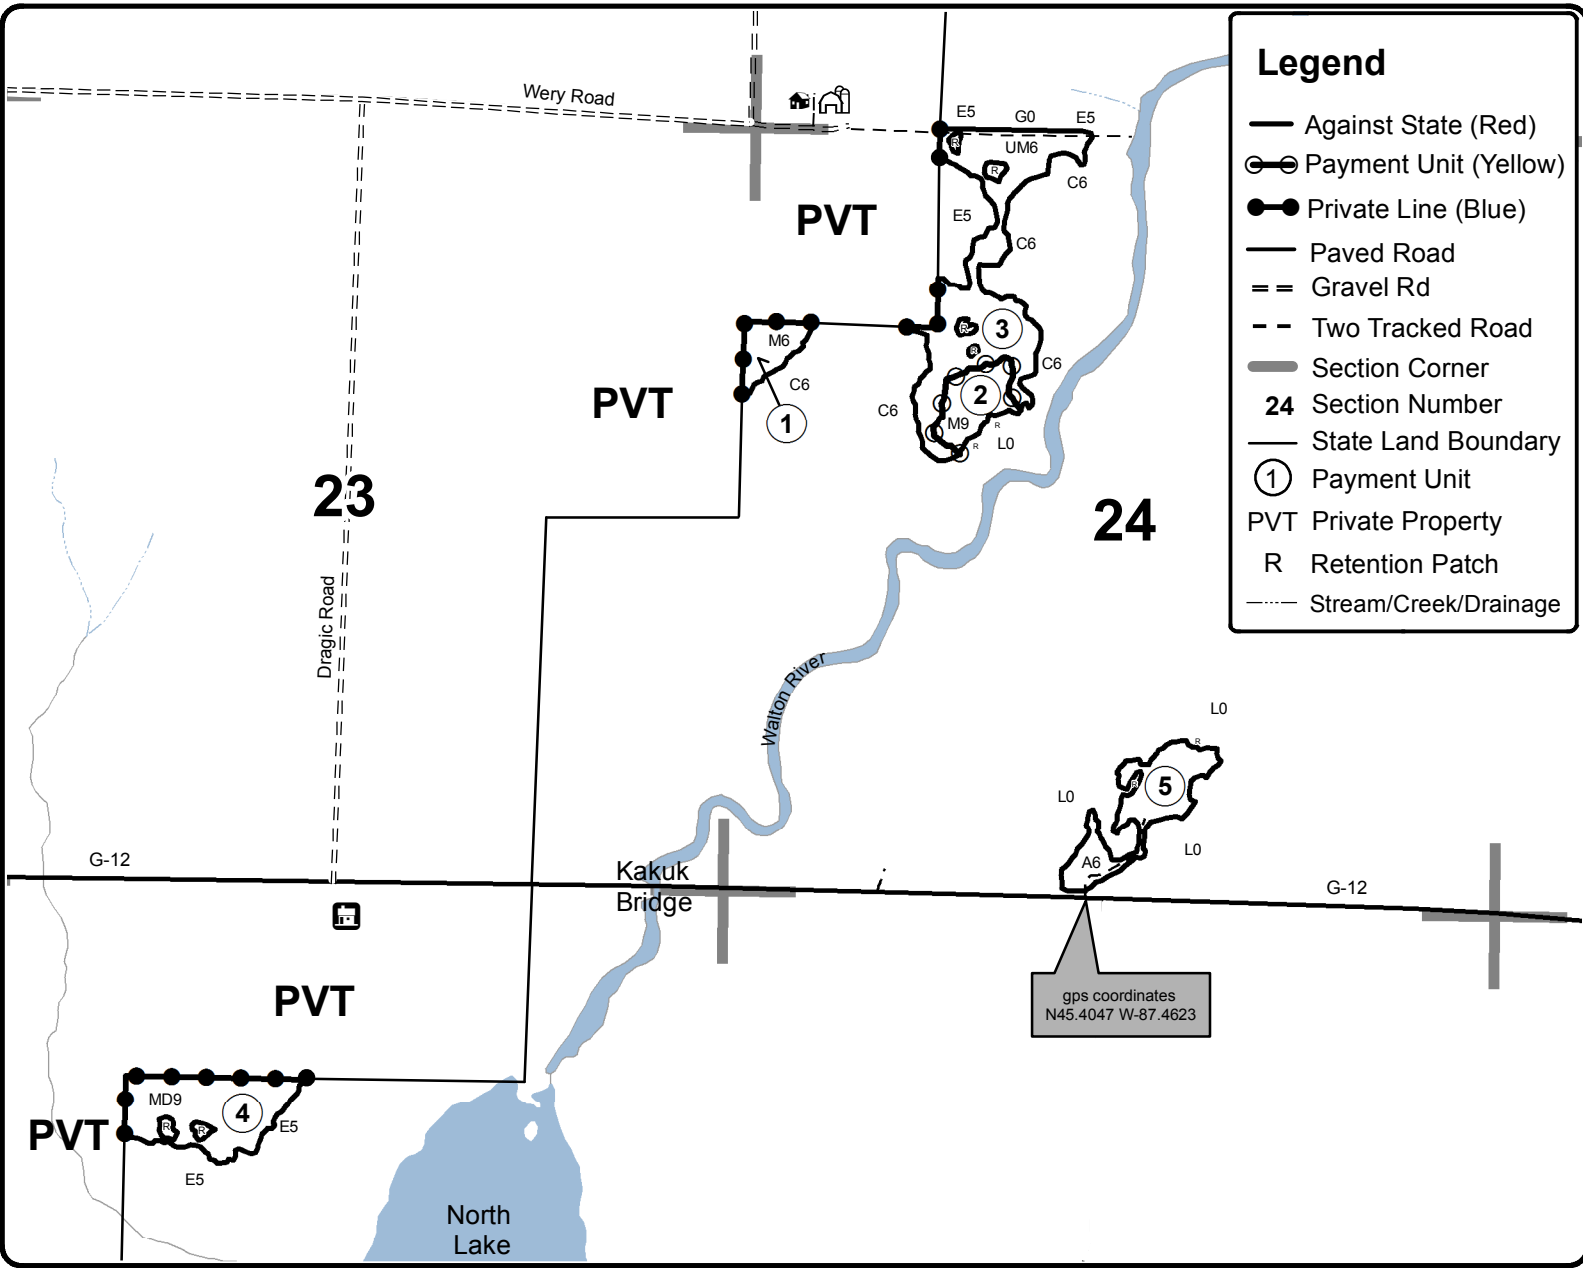 Legend
Against State (Red)
Payment Unit (Yellow)
Private Line (Blue)
Paved Road
Gravel Rd
Two Tracked Road
Section Corner
24 Section Number
State Land Boundary
1 Payment Unit
PVT Private Property
R Retention Patch
Stream/Creek/Drainage
Wery Road
E5
G0
E5
R
UM6
R
C6
PVT
E5
C6
M6
R
3
R
C6
C6
PVT
2
C6
1
M9
R
R
L0
23
24
Dragic Road
Walton River
L0
R
5
R
L0
L0
A6
G-12
Kakuk
Bridge
G-12
gps coordinates
N45.4047 W-87.4623
PVT
MD9
4
R
R
E5
PVT
E5
North
Lake